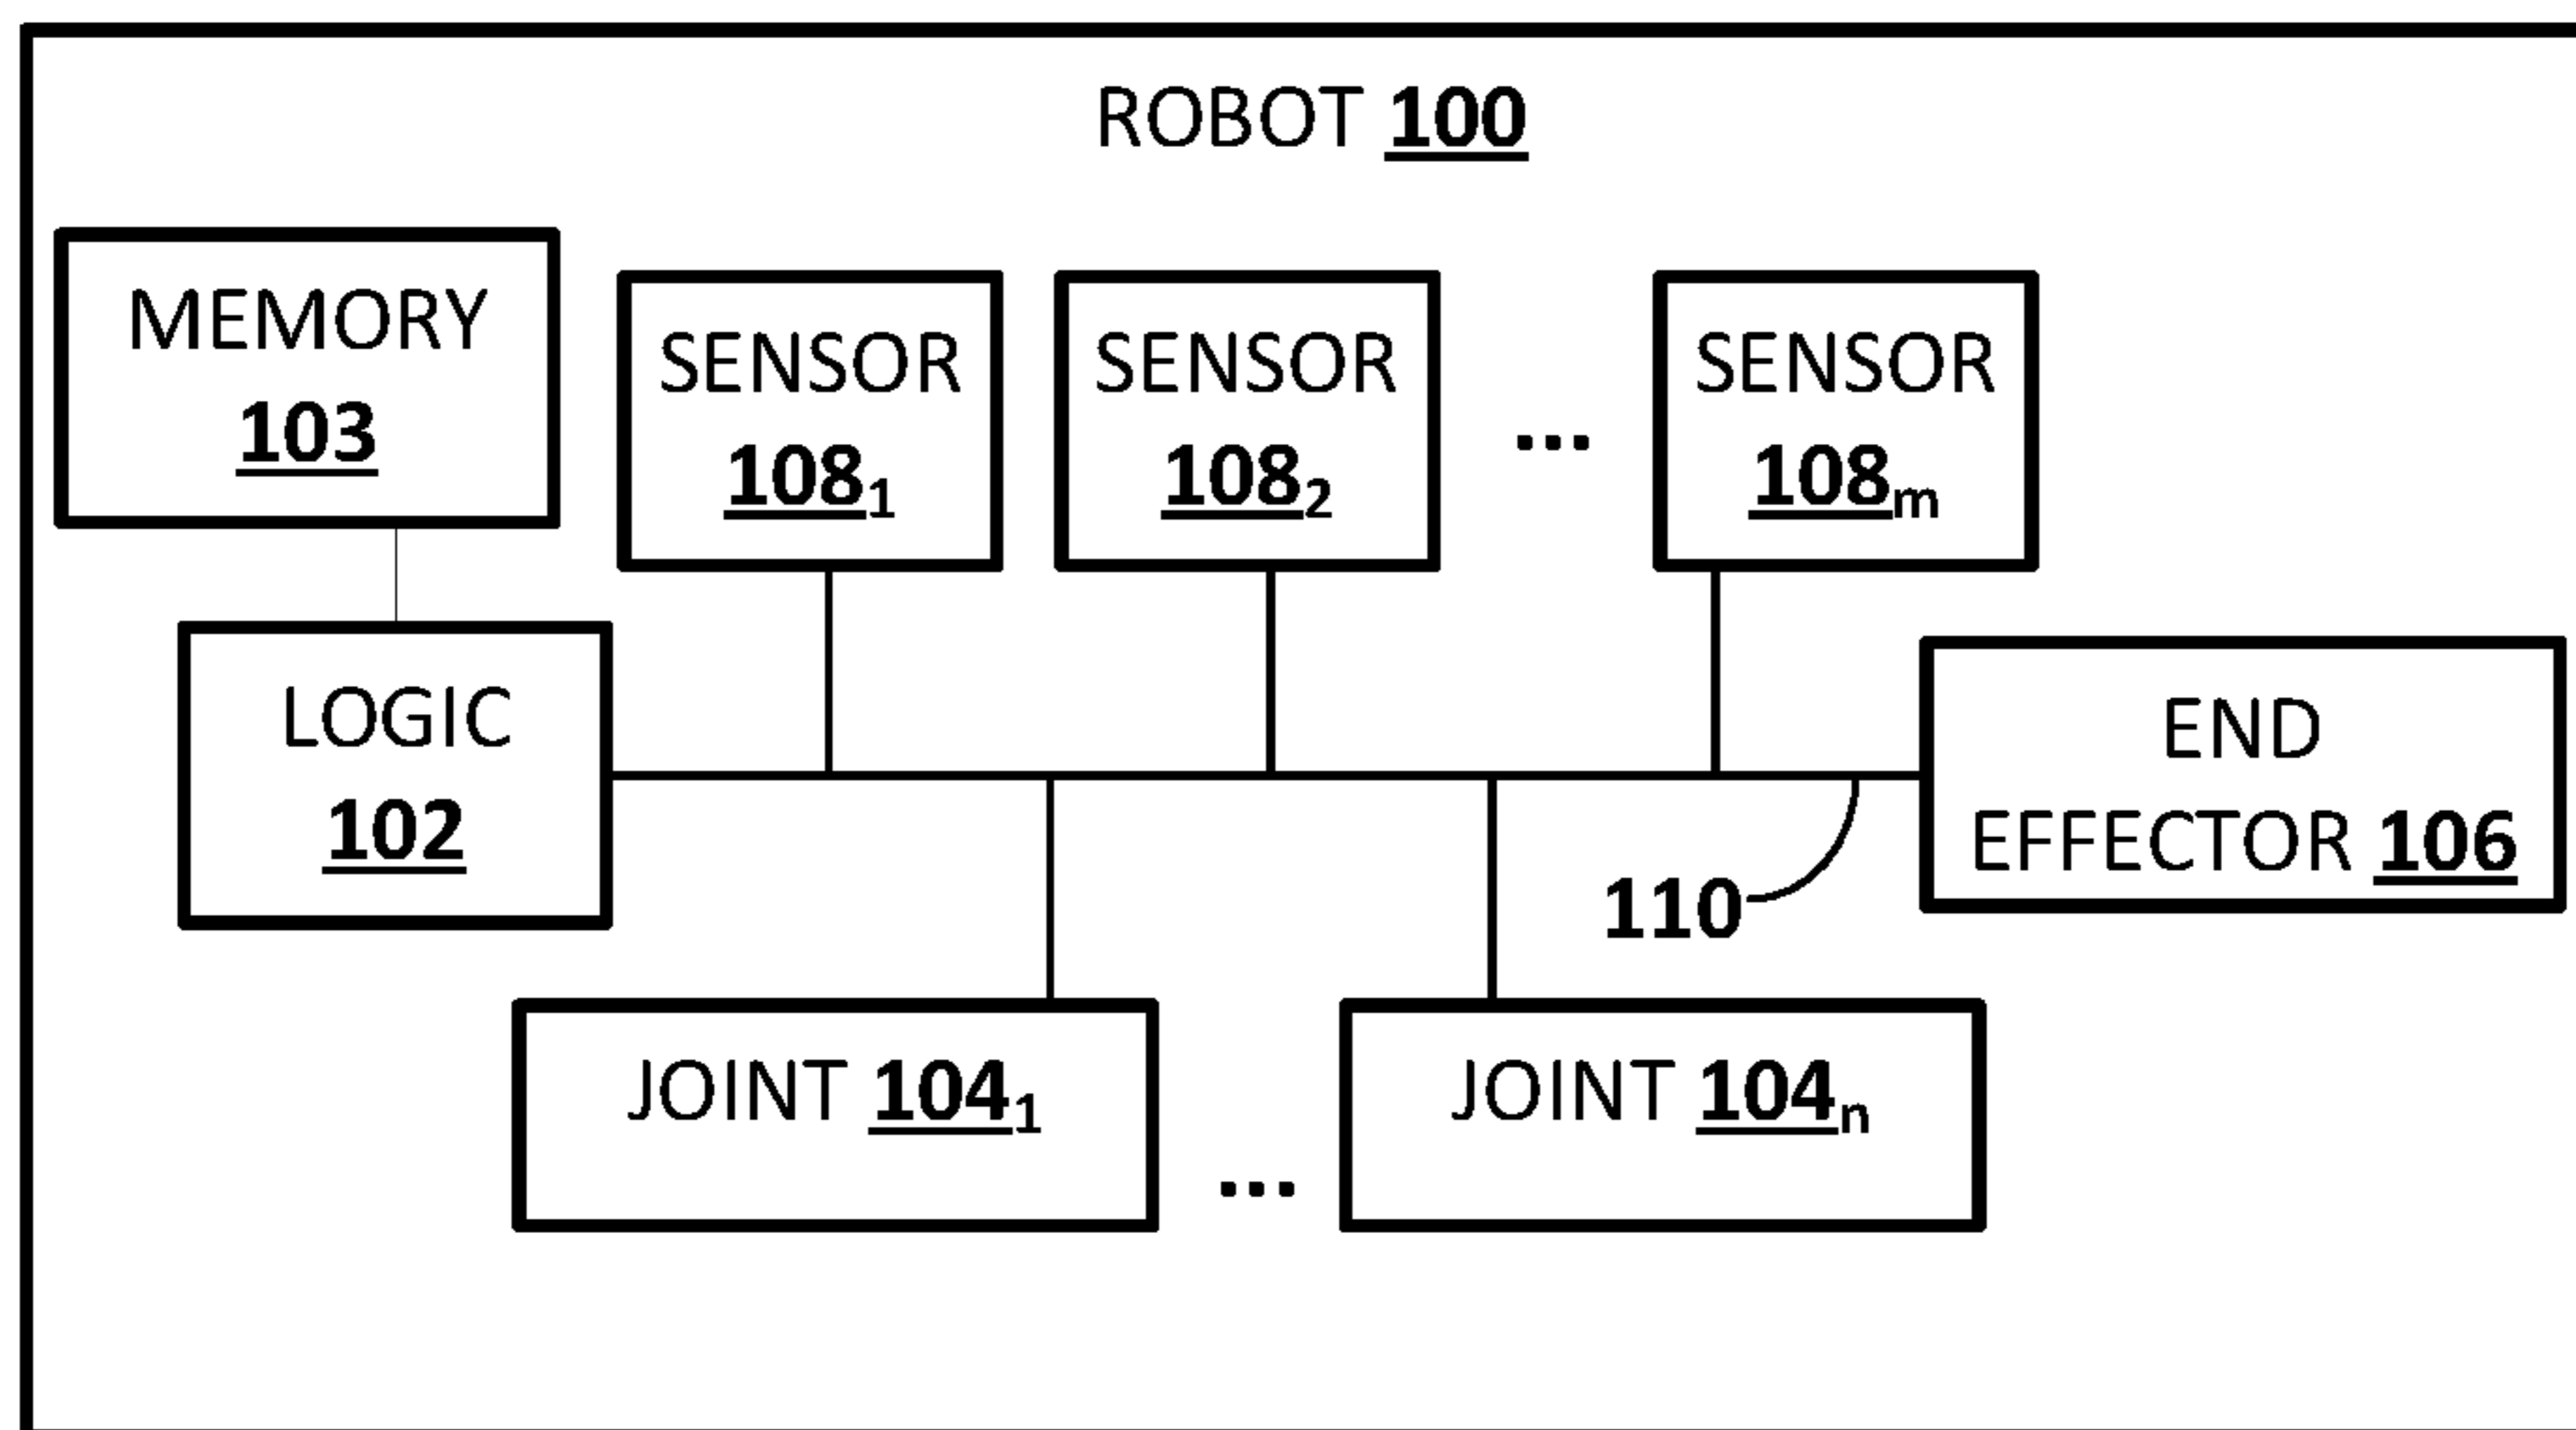 ROBOT 100
MEMORY
103
SENSOR
108₁
SENSOR
108₂
...
SENSOR
108ₘ
LOGIC
102
END
EFFECTOR 106
110
JOINT 104₁
...
JOINT 104ₙ